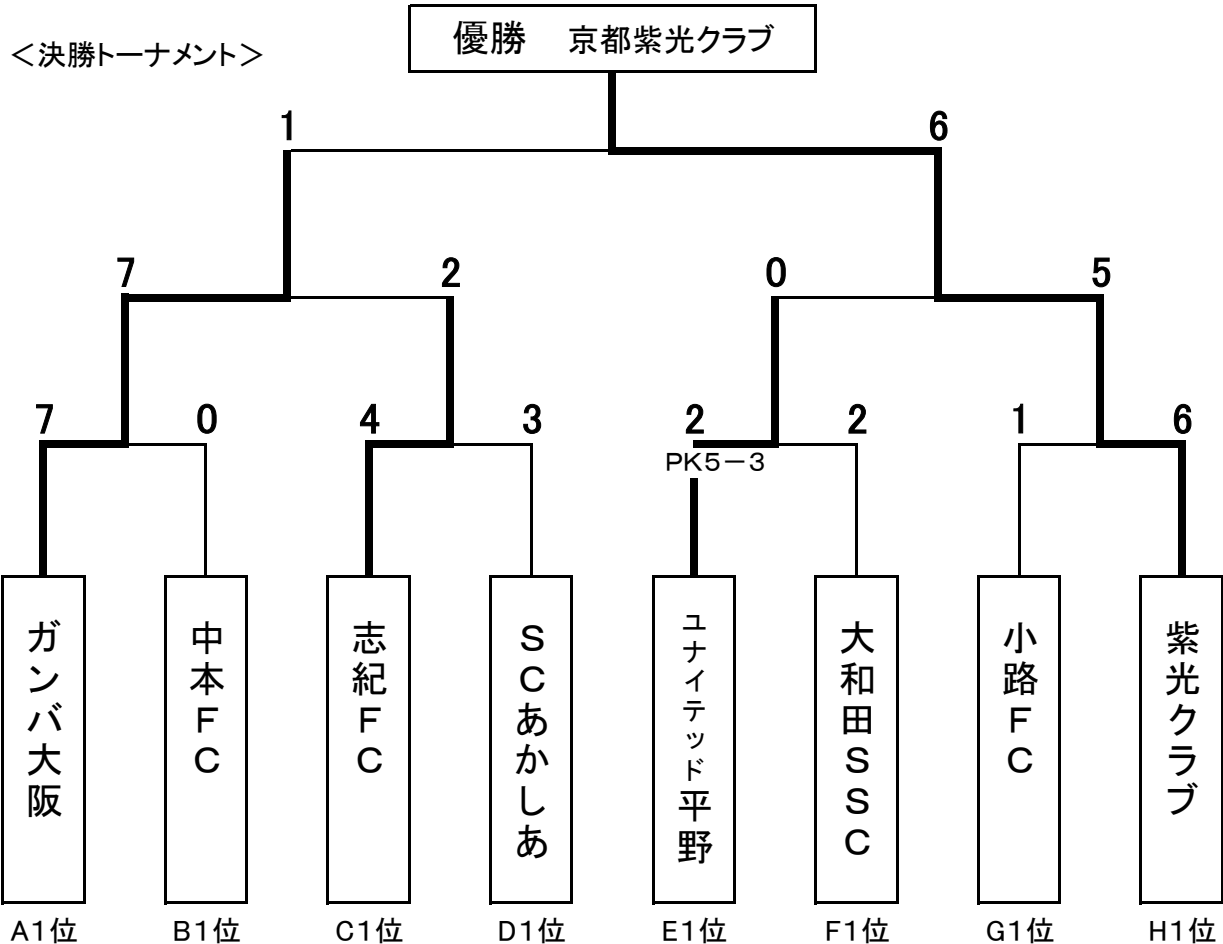 優勝　京都紫光クラブ
＜決勝トーナメント＞
1
6
7
2
0
5
7
0
4
3
2
2
1
6
PK5－3
ガンバ大阪
中本FC
志紀FC
SCあかしあ
ユナイテッド平野
大和田SSC
小路FC
紫光クラブ
A1位
B1位
C1位
D1位
E1位
F1位
G1位
H1位